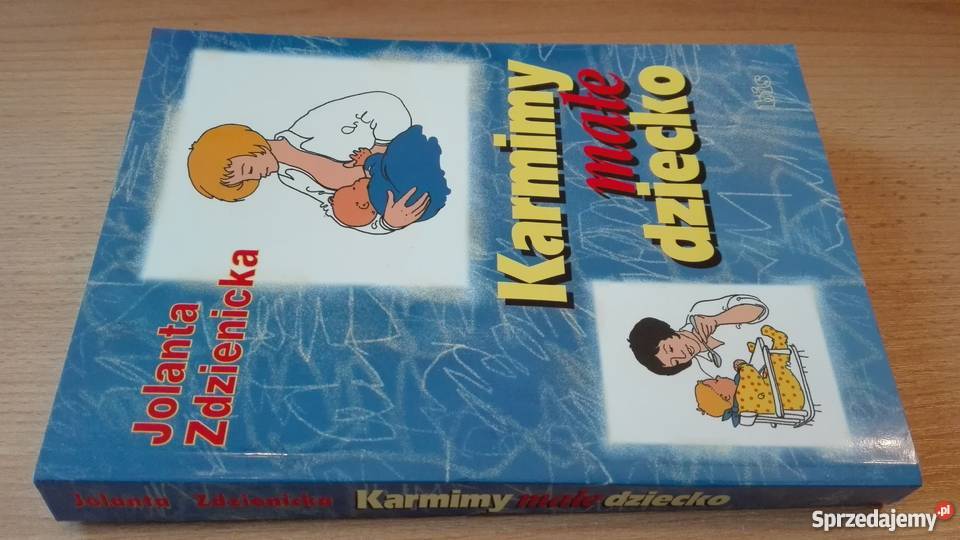 Jolanta
Zdzienicka
Karmimy
małe
dziecko
Jolanta Zdzienicka Karmimy małe dziecko
Sprzedajemy.pl